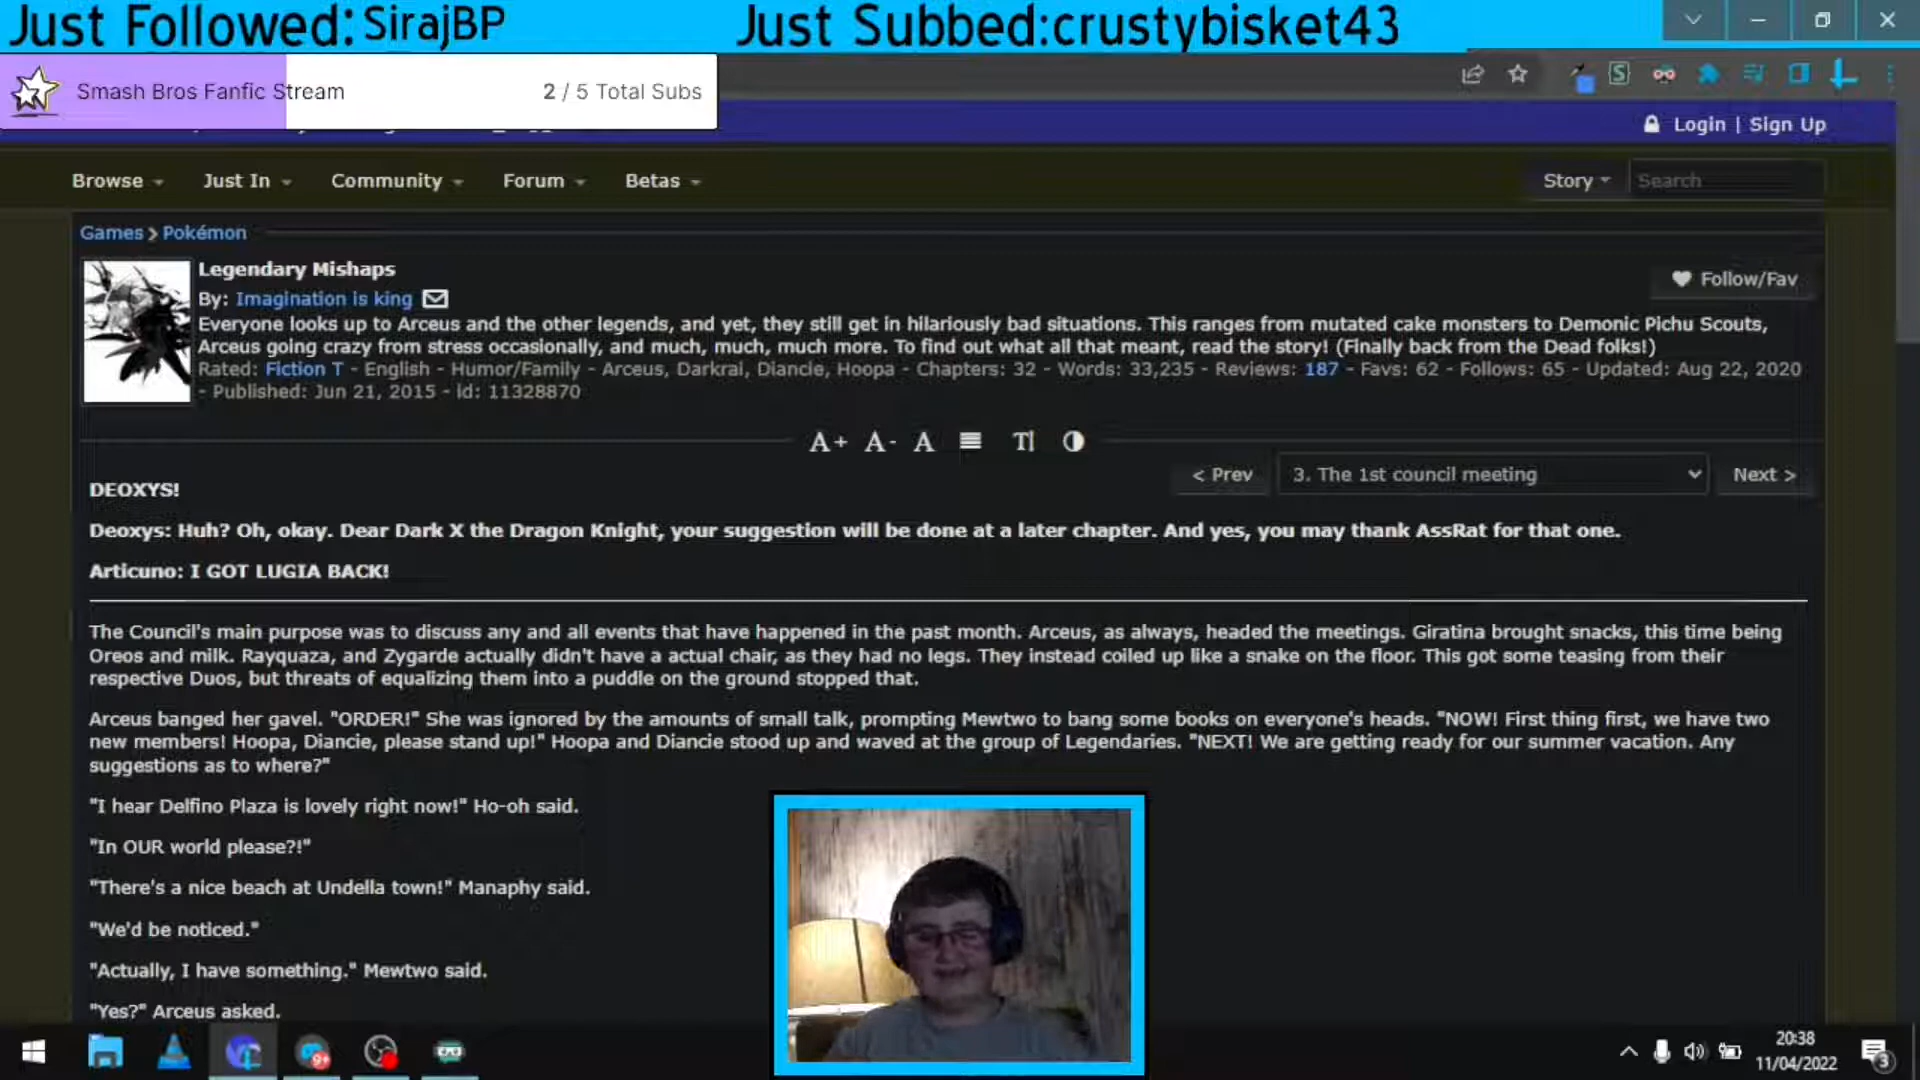 Just Followed: SirajBP
Just Subbed:crustybisket43
Smash Bros Fanfic Stream
2 / 5 Total Subs
Login | Sign Up
Browse
Just In
Community
Forum
Betas
Story
Search
Games > Pokémon
Legendary Mishaps
Follow/Fav
By: Imagination is king
Everyone looks up to Arceus and the other legends, and yet, they still get in hilariously bad situations. This ranges from mutated cake monsters to Demonic Pichu Scouts,
Arceus going crazy from stress occasionally, and much, much, much more. To find out what all that meant, read the story! (Finally back from the Dead folks!)
Rated: Fiction T - English - Humor/Family - Arceus, Darkrai, Diancie, Hoopa - Chapters: 32 - Words: 33,235 - Reviews: 187 - Favs: 62 - Follows: 65 - Updated: Aug 22, 2020
- Published: Jun 21, 2015 - id: 11328870
A+ A- A
< Prev
3. The 1st council meeting
Next >
DEOXYS!
Deoxys: Huh? Oh, okay. Dear Dark X the Dragon Knight, your suggestion will be done at a later chapter. And yes, you may thank AssRat for that one.
Articuno: I GOT LUGIA BACK!
The Council's main purpose was to discuss any and all events that have happened in the past month. Arceus, as always, headed the meetings. Giratina brought snacks, this time being
Oreos and milk. Rayquaza, and Zygarde actually didn't have a actual chair, as they had no legs. They instead coiled up like a snake on the floor. This got some teasing from their
respective Duos, but threats of equalizing them into a puddle on the ground stopped that.
Arceus banged her gavel. "ORDER!" She was ignored by the amounts of small talk, prompting Mewtwo to bang some books on everyone's heads. "NOW! First thing first, we have two
new members! Hoopa, Diancie, please stand up!" Hoopa and Diancie stood up and waved at the group of Legendaries. "NEXT! We are getting ready for our summer vacation. Any
suggestions as to where?"
"I hear Delfino Plaza is lovely right now!" Ho-oh said.
"In OUR world please?!"
"There's a nice beach at Undella town!" Manaphy said.
"We'd be noticed."
"Actually, I have something." Mewtwo said.
"Yes?" Arceus asked.
9+
20:38
11/04/2022
3